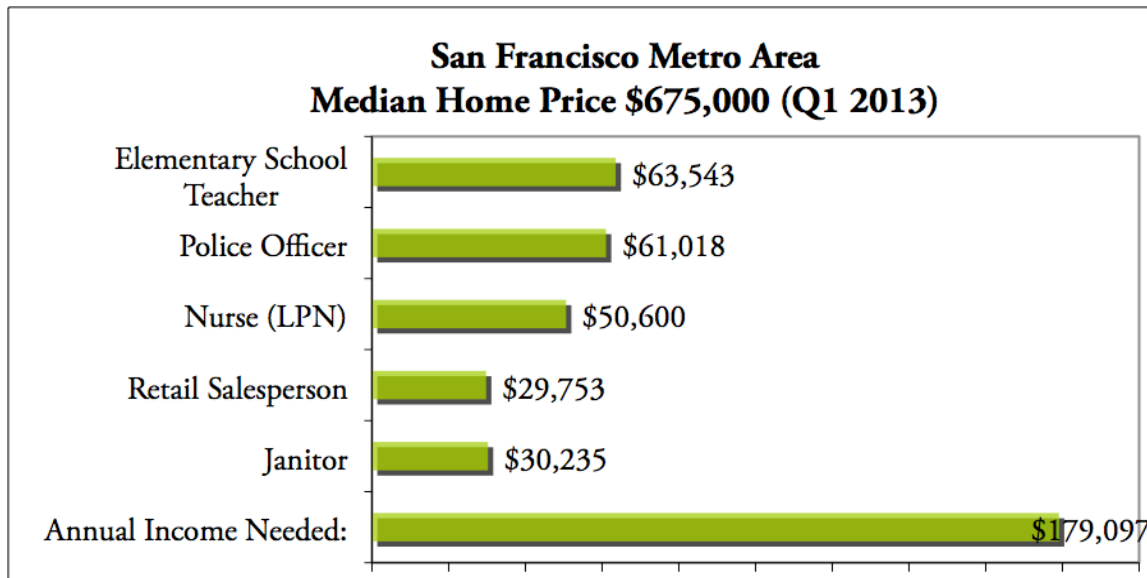 San Francisco Metro Area
Median Home Price $675,000 (Q1 2013)
Elementary School
Teacher
$63,543
Police Officer
$61,018
Nurse (LPN)
$50,600
Retail Salesperson
$29,753
Janitor
$30,235
Annual Income Needed:
$179,097